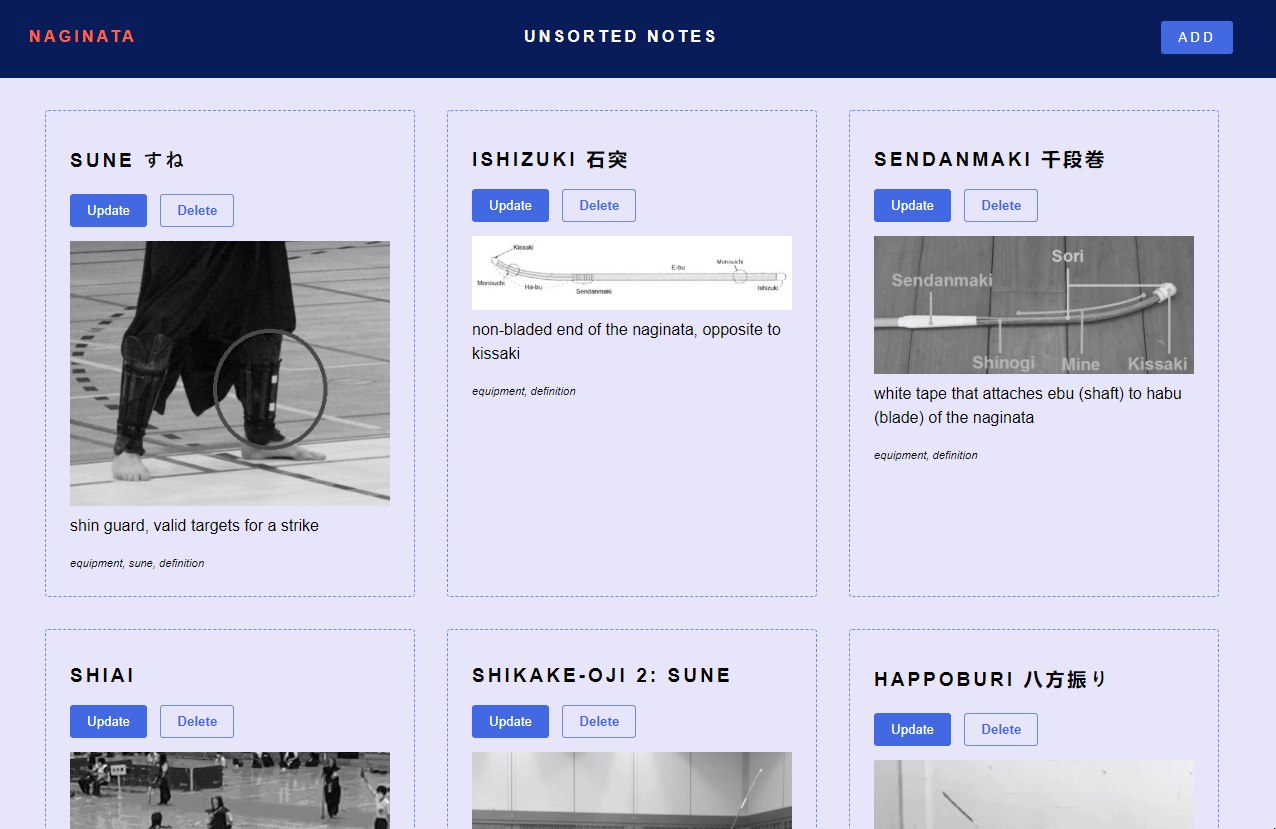 NAGINATA
UNSORTED NOTES
ADD
SUNE すね
Update
Delete
shin guard, valid targets for a strike
equipment, sune, definition
ISHIZUKI 石突
Update
Delete
Kissaki
Monouchi
Ha-bu
Sendanmaki
E-bu
Monouchi
Ishizuki
non-bladed end of the naginata, opposite to
kissaki
equipment, definition
SENDANMAKI 千段巻
Update
Delete
Sori
Sendanmaki
Shinogi
Mine
Kissaki
white tape that attaches ebu (shaft) to habu
(blade) of the naginata
equipment, definition
SHIAI
Update
Delete
SHIKAKE-OJI 2: SUNE
Update
Delete
HAPPOBURI 八方振り
Update
Delete